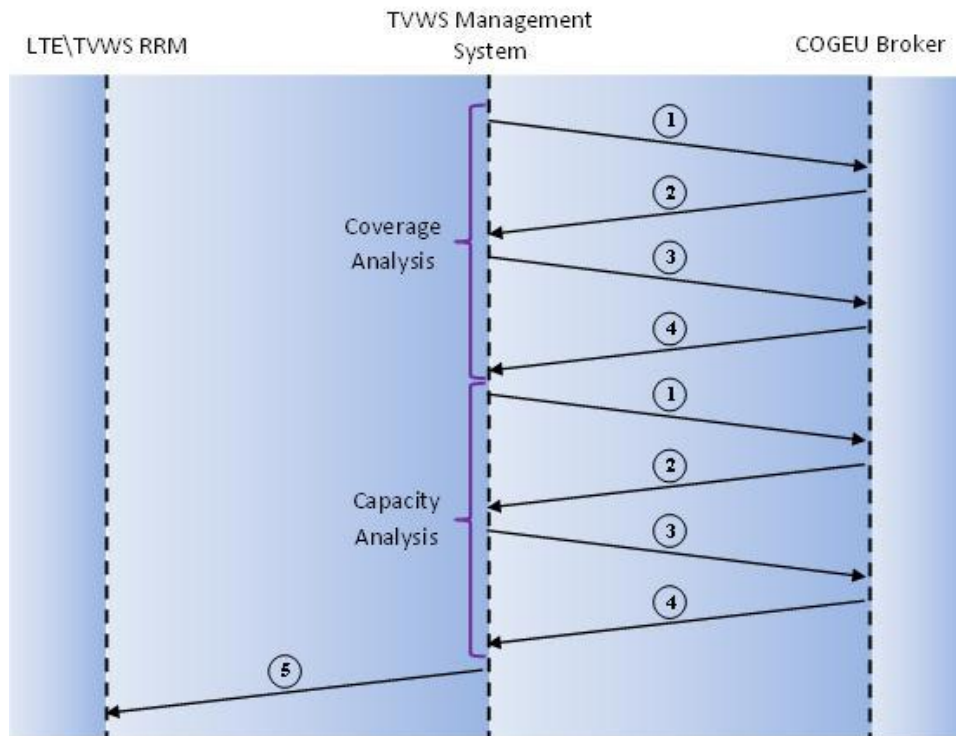 TVWS Management
System
LTE\TVWS RRM
COGEU Broker
1
2
Coverage
Analysis
3
4
1
2
Capacity
Analysis
3
4
5